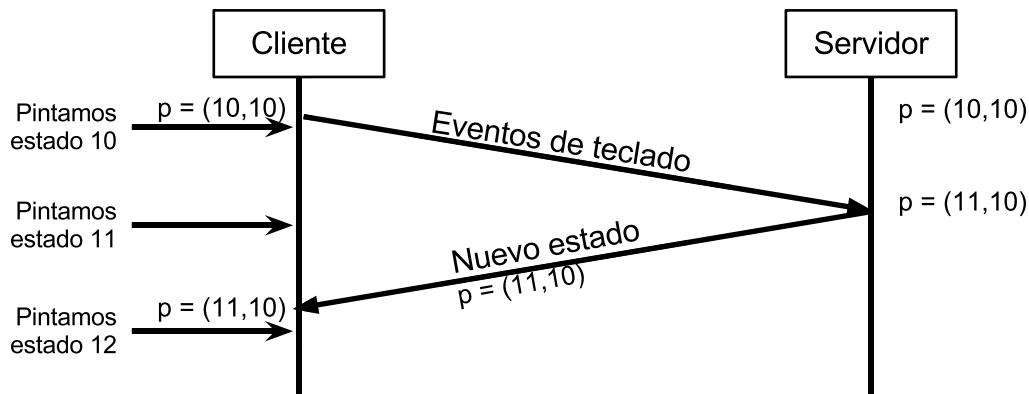 Cliente
Servidor
Pintamos
estado 10
p = (10,10)
Eventos de teclado
p = (10,10)
Pintamos
estado 11
p = (11,10)
Nuevo estado
p = (11,10)
Pintamos
estado 12
p = (11,10)